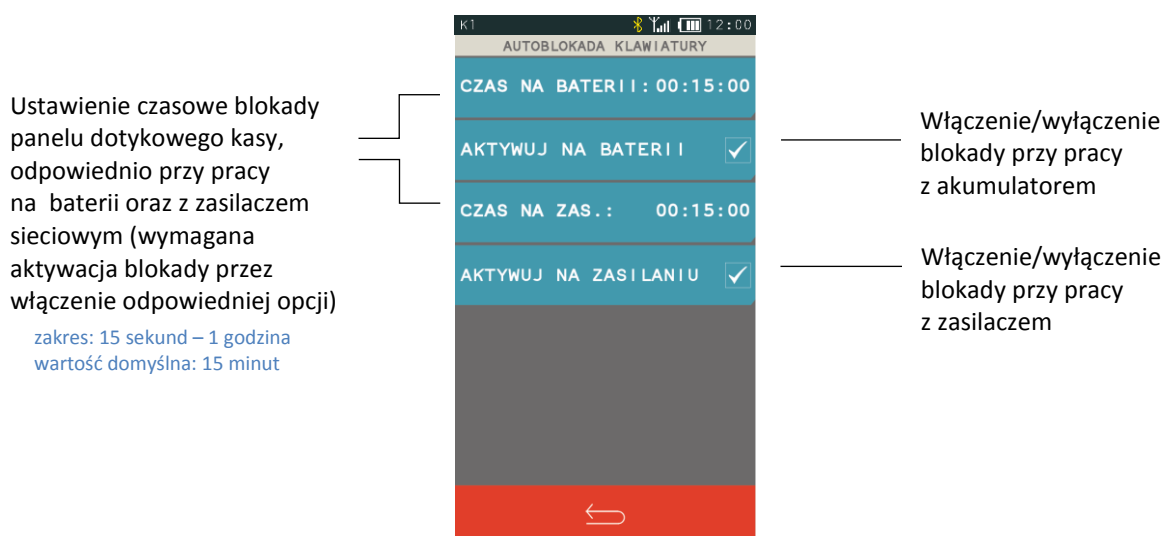 Ustawienie czasowe blokady
panelu dotykowego kasy,
odpowiednio przy pracy
na baterii oraz z zasilaczem
sieciowym (wymagana
aktywacja blokady przez
włączenie odpowiedniej opcji)
zakres: 15 sekund – 1 godzina
wartość domyślna: 15 minut
K1 12:00
AUTOBLOKADA KLAWIATURY
CZAS NA BATERII: 00:15:00
AKTYWUJ NA BATERII
CZAS NA ZAS.: 00:15:00
AKTYWUJ NA ZASILANIU
Włączenie/wyłączenie
blokady przy pracy
z akumulatorem
Włączenie/wyłączenie
blokady przy pracy
z zasilaczem